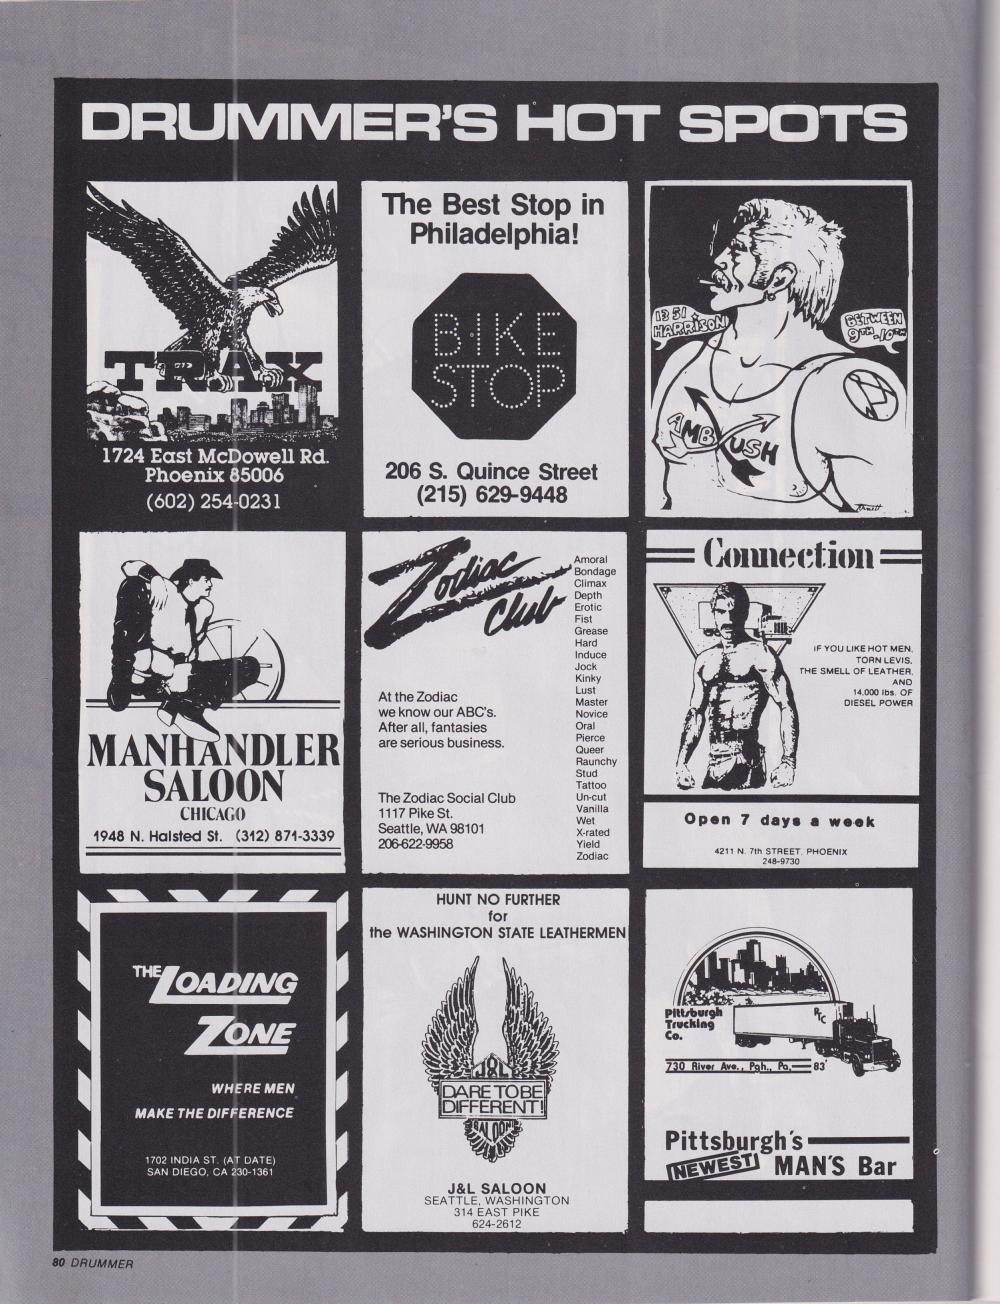 DRUMMER'S HOT SPOTS
TRAX
1724 East McDowell Rd.
Phoenix 85006
(602) 254-0231
The Best Stop in
Philadelphia!
BIKE
STOP
206 S. Quince Street
(215) 629-9448
1351
HARRISON
BETWEEN
9TH-10TH
AMBUSH
MANHANDLER
SALOON
CHICAGO
1948 N. Halsted St. (312) 871-3339
Zodiac
Club
At the Zodiac
we know our ABC's.
After all, fantasies
are serious business.
The Zodiac Social Club
1117 Pike St.
Seattle, WA 98101
206-622-9958
Amoral
Bondage
Climax
Depth
Erotic
Fist
Grease
Hard
Induce
Jock
Kinky
Lust
Master
Novice
Oral
Pierce
Queer
Raunchy
Stud
Tattoo
Un-cut
Vanilla
Wet
X-rated
Yield
Zodiac
Connection
IF YOU LIKE HOT MEN,
TORN LEVIS,
THE SMELL OF LEATHER,
AND
14,000 lbs. OF
DIESEL POWER
Open 7 days a week
4211 N. 7th STREET, PHOENIX
248-9730
THE LOADING
ZONE
WHERE MEN
MAKE THE DIFFERENCE
1702 INDIA ST. (AT DATE)
SAN DIEGO, CA 230-1361
HUNT NO FURTHER
for
the WASHINGTON STATE LEATHERMEN
J&L
DARE TO BE
DIFFERENT!
SALOON
J&L SALOON
SEATTLE, WASHINGTON
314 EAST PIKE
624-2612
Pittsburgh
Trucking
Co.
PTC
730 River Ave., Pgh., Pa. 83'
Pittsburgh's
NEWEST MAN'S Bar
80 DRUMMER